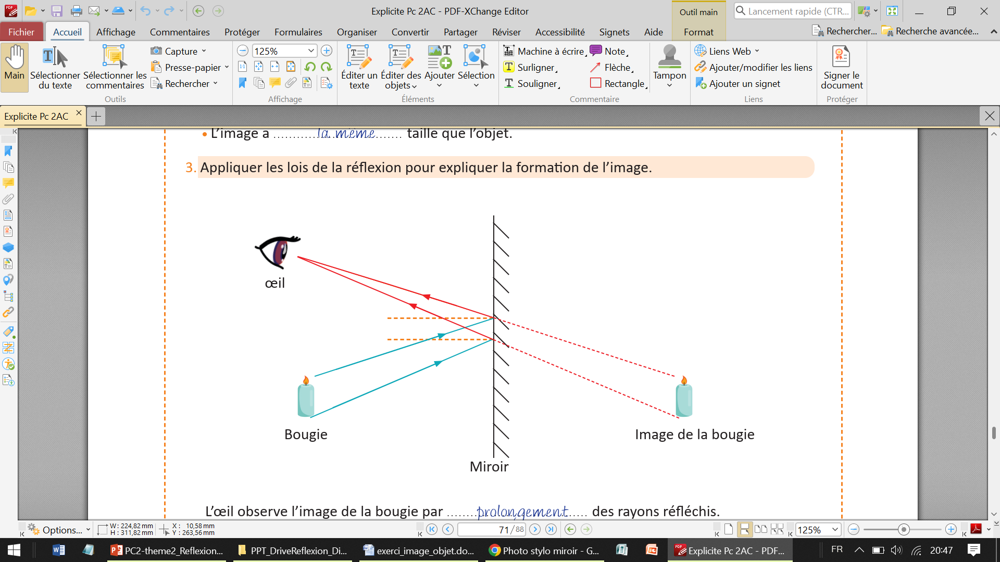 Explicite Pc 2AC - PDF-XChange Editor
Outil main
Lancement rapide (CTR...
Fichier Accueil Affichage Commentaires Protéger Formulaires Organiser Convertir Partager Réviser Accessibilité Signets Aide Format Rechercher... Recherche avancée...
Main
Sélectionner du texte
Sélectionner les commentaires
Capture
Presse-papier
Rechercher
Outils
125%
Affichage
Éditer un texte
Éditer des objets
Ajouter
Sélection
Éléments
Machine à écrire
Surligner
Souligner
Note
Flèche
Rectangle
Tampon
Commentaire
Liens Web
Ajouter/modifier les liens
Ajouter un signet
Liens
Signer le document
Protéger
Explicite Pc 2AC
• L'image a ............la même........ taille que l'objet.
3. Appliquer les lois de la réflexion pour expliquer la formation de l'image.
œil
Bougie
Image de la bougie
Miroir
L'œil observe l'image de la bougie par ........prolongement..... des rayons réfléchis.
Options...
W: 224,82 mm
H: 311,82 mm
X: 10,58 mm
Y: 263,56 mm
71 / 88
125%
PC2-theme2_Reflexion...
PPT_DriveReflexion_Di...
exerci_image_objet.do...
Photo stylo miroir - G...
Explicite Pc 2AC - PDF...
FR
20:47